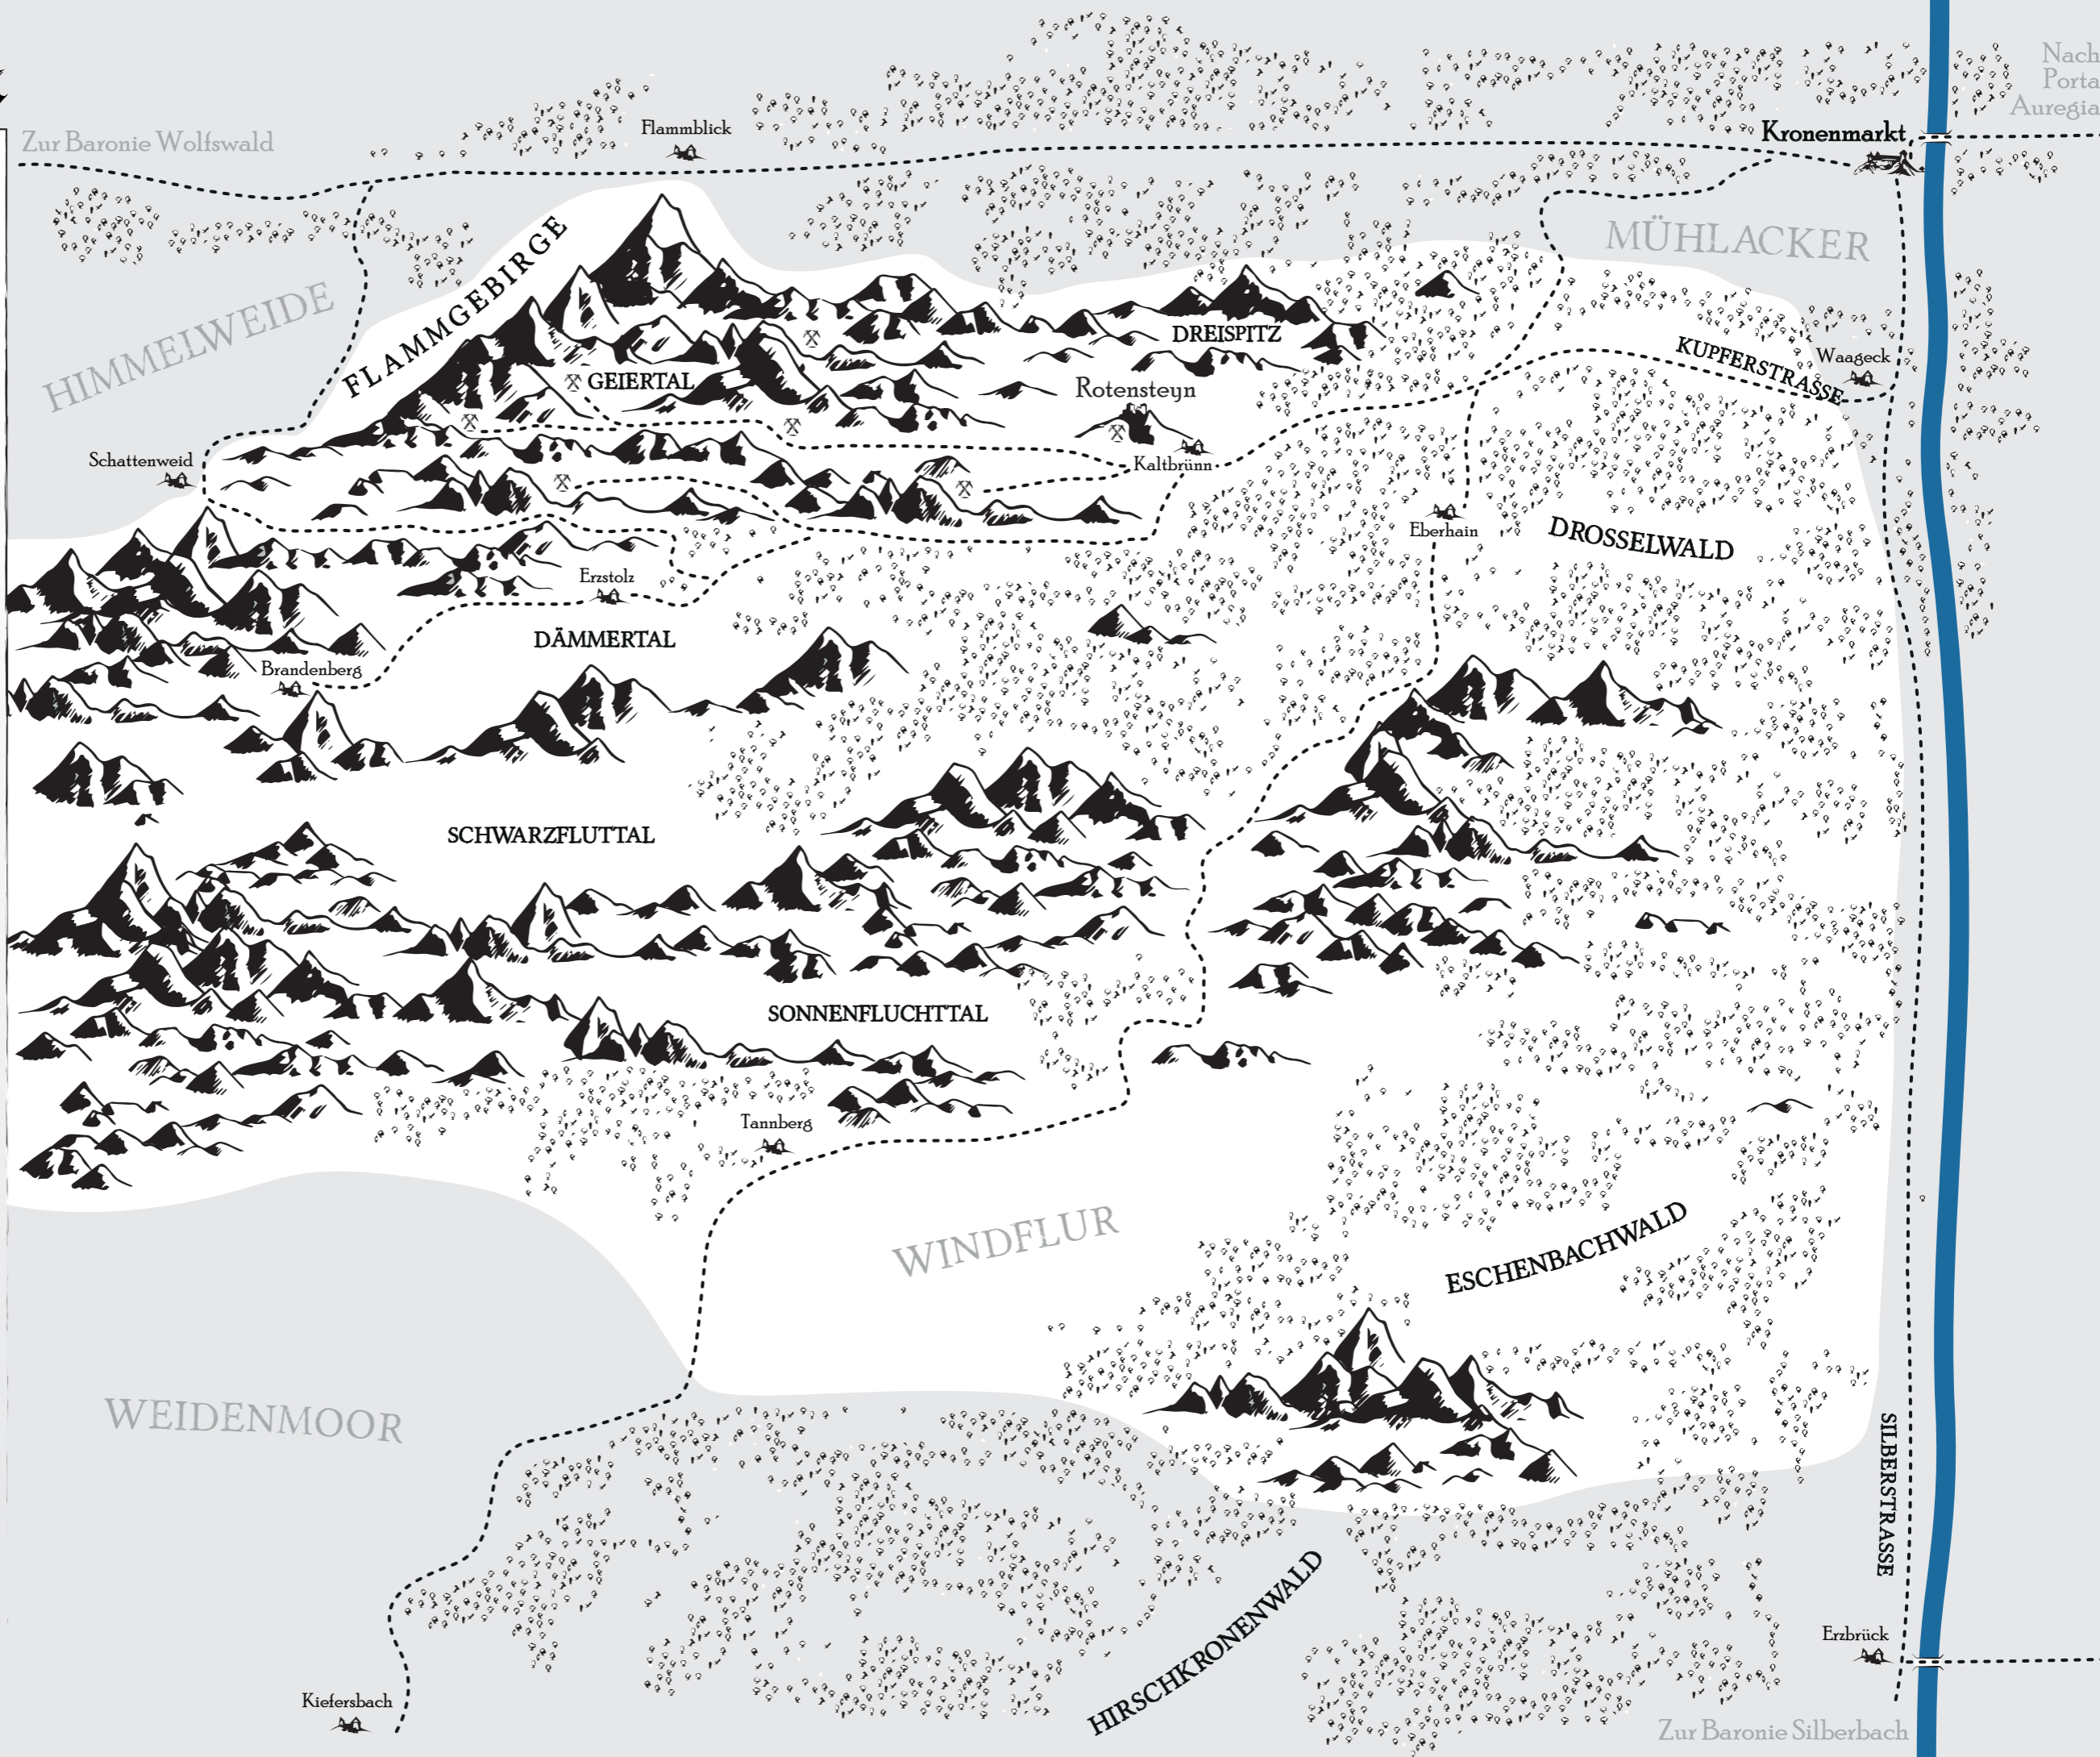 Nach
Porta
Auregia
Zur Baronie Wolfswald
Flammblick
Kronenmarkt
MÜHLACKER
HIMMELWEIDE
FLAMMGEBIRGE
DREISPITZ
KUPFERSTRASSE
Waageck
GEIERTAL
Rotensteyn
Schattenweid
Kaltbrünn
Eberhain
DROSSELWALD
Erzstolz
DÄMMERTAL
Brandenberg
SCHWARZFLUTTAL
SONNENFLUCHTTAL
Tannberg
WINDFLUR
ESCHENBACHWALD
WEIDENMOOR
SILBERSTRASSE
HIRSCHKRONENWALD
Erzbrück
Kiefersbach
Zur Baronie Silberbach